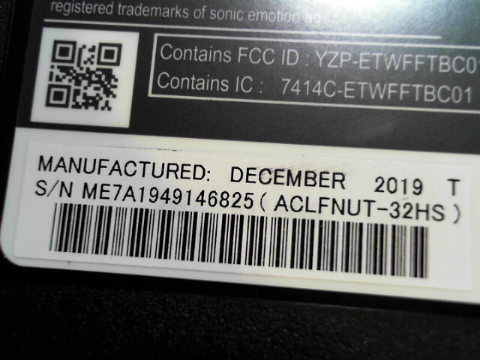 registered trademarks of sonic emotion ag
Contains FCC ID : YZP-ETWFFTBC01
Contains IC : 7414C-ETWFFTBC01
MANUFACTURED: DECEMBER 2019 T
S/N ME7A1949146825 ( ACLFNUT-32HS )